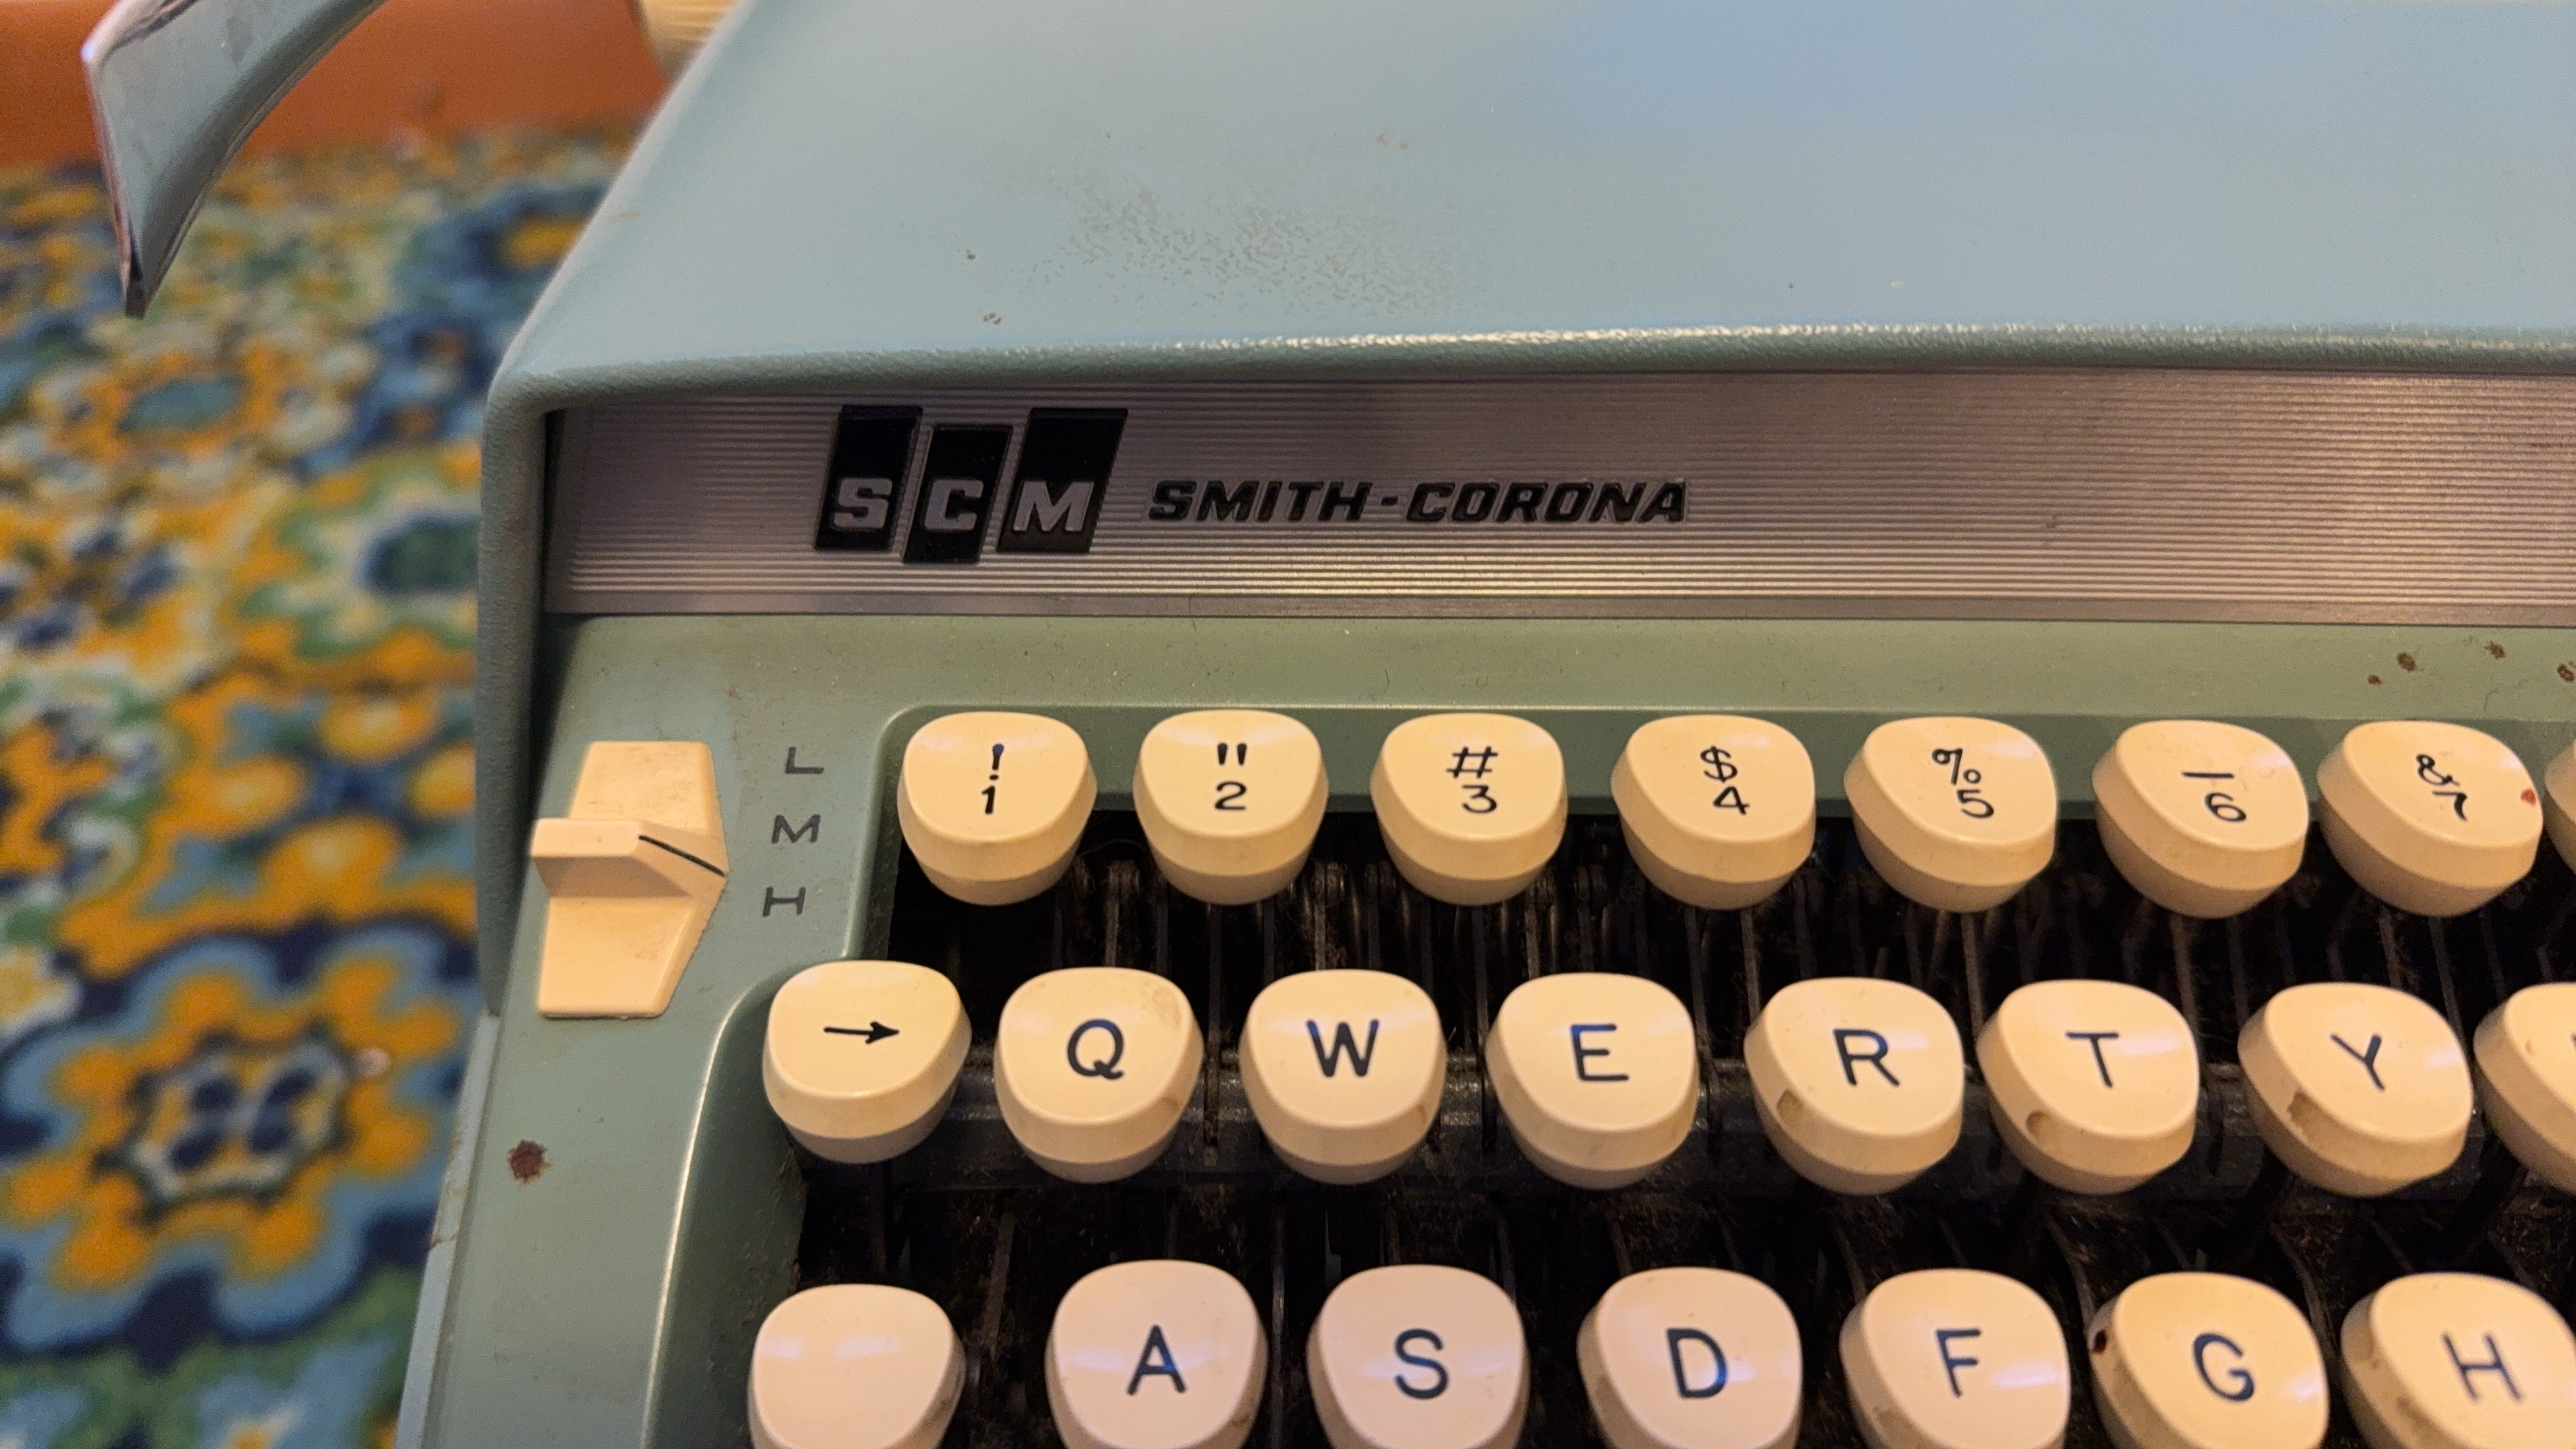 SCM SMITH-CORONA
L
M
H
! " # $ % _ &
1 2 3 4 5 6 7
→ Q W E R T Y
A S D F G H